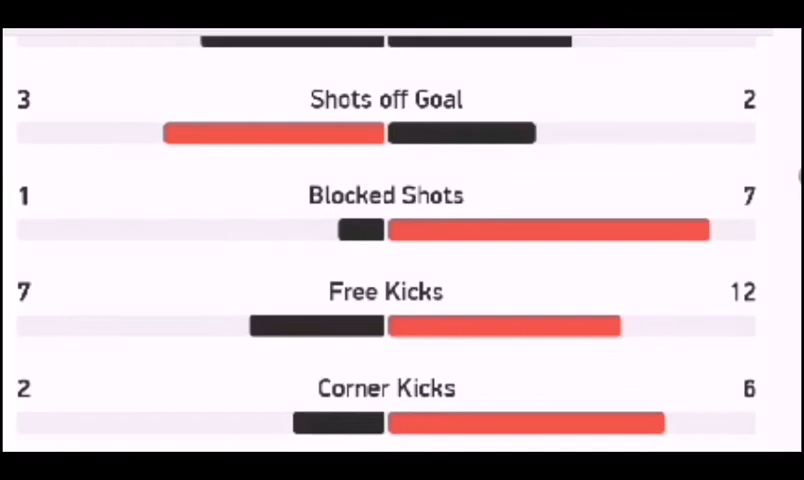 3 Shots off Goal 2
1 Blocked Shots 7
7 Free Kicks 12
2 Corner Kicks 6